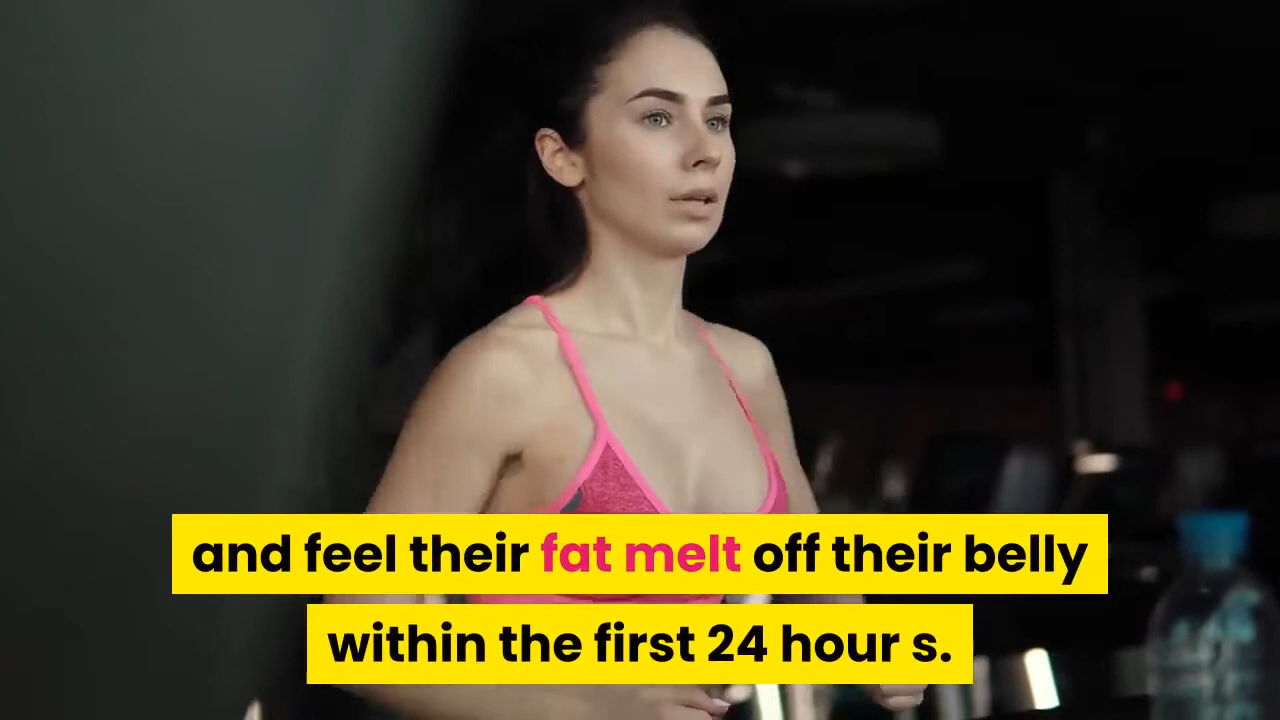 and feel their fat melt off their belly
within the first 24 hour s.